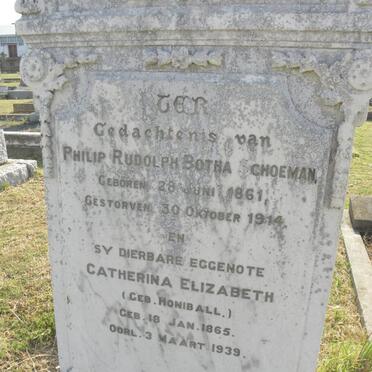 TER
Gedachtenis van
PHILIP RUDOLPH BOTHA SCHOEMAN,
GEBOREN 28 JUNI 1861,
GESTORVEN 30 OKTOBER 1914.
EN
SY DIERBARE EGGENOTE
CATHERINA ELIZABETH
(GEB. HONIBALL.)
GEB. 18 JAN. 1865.
OORL. 3 MAART 1939.